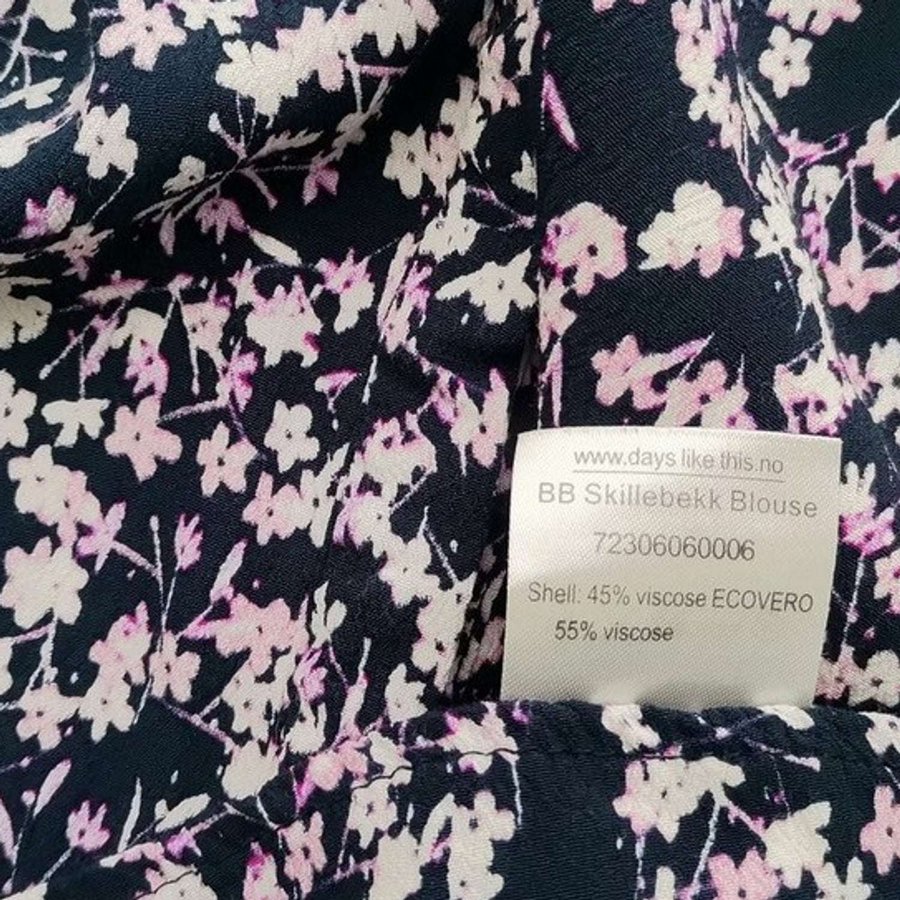 www.days like this.no
BB Skillebekk Blouse
72306060006
Shell: 45% viscose ECOVERO
55% viscose